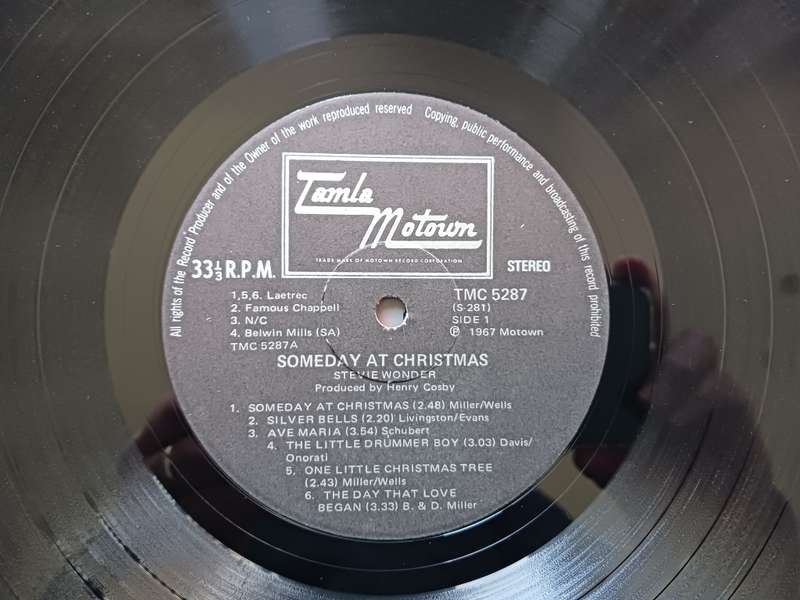 All rights of the Record Producer and of the Owner of the work reproduced reserved Copying, public performance and broadcasting of this record prohibited
Tamla
Motown
TRADE MARK OF MOTOWN RECORD CORPORATION
33⅓ R.P.M.
STEREO
1,5,6. Laetrec
2. Famous Chappell
3. N/C
4. Belwin Mills (SA)
TMC 5287A
TMC 5287
(S-281)
SIDE 1
℗ 1967 Motown
SOMEDAY AT CHRISTMAS
STEVIE WONDER
Produced by Henry Cosby
1. SOMEDAY AT CHRISTMAS (2.48) Miller/Wells
2. SILVER BELLS (2.20) Livingston/Evans
3. AVE MARIA (3.54) Schubert
4. THE LITTLE DRUMMER BOY (3.03) Davis/
Onorati
5. ONE LITTLE CHRISTMAS TREE
(2.43) Miller/Wells
6. THE DAY THAT LOVE
BEGAN (3.33) B. & D. Miller